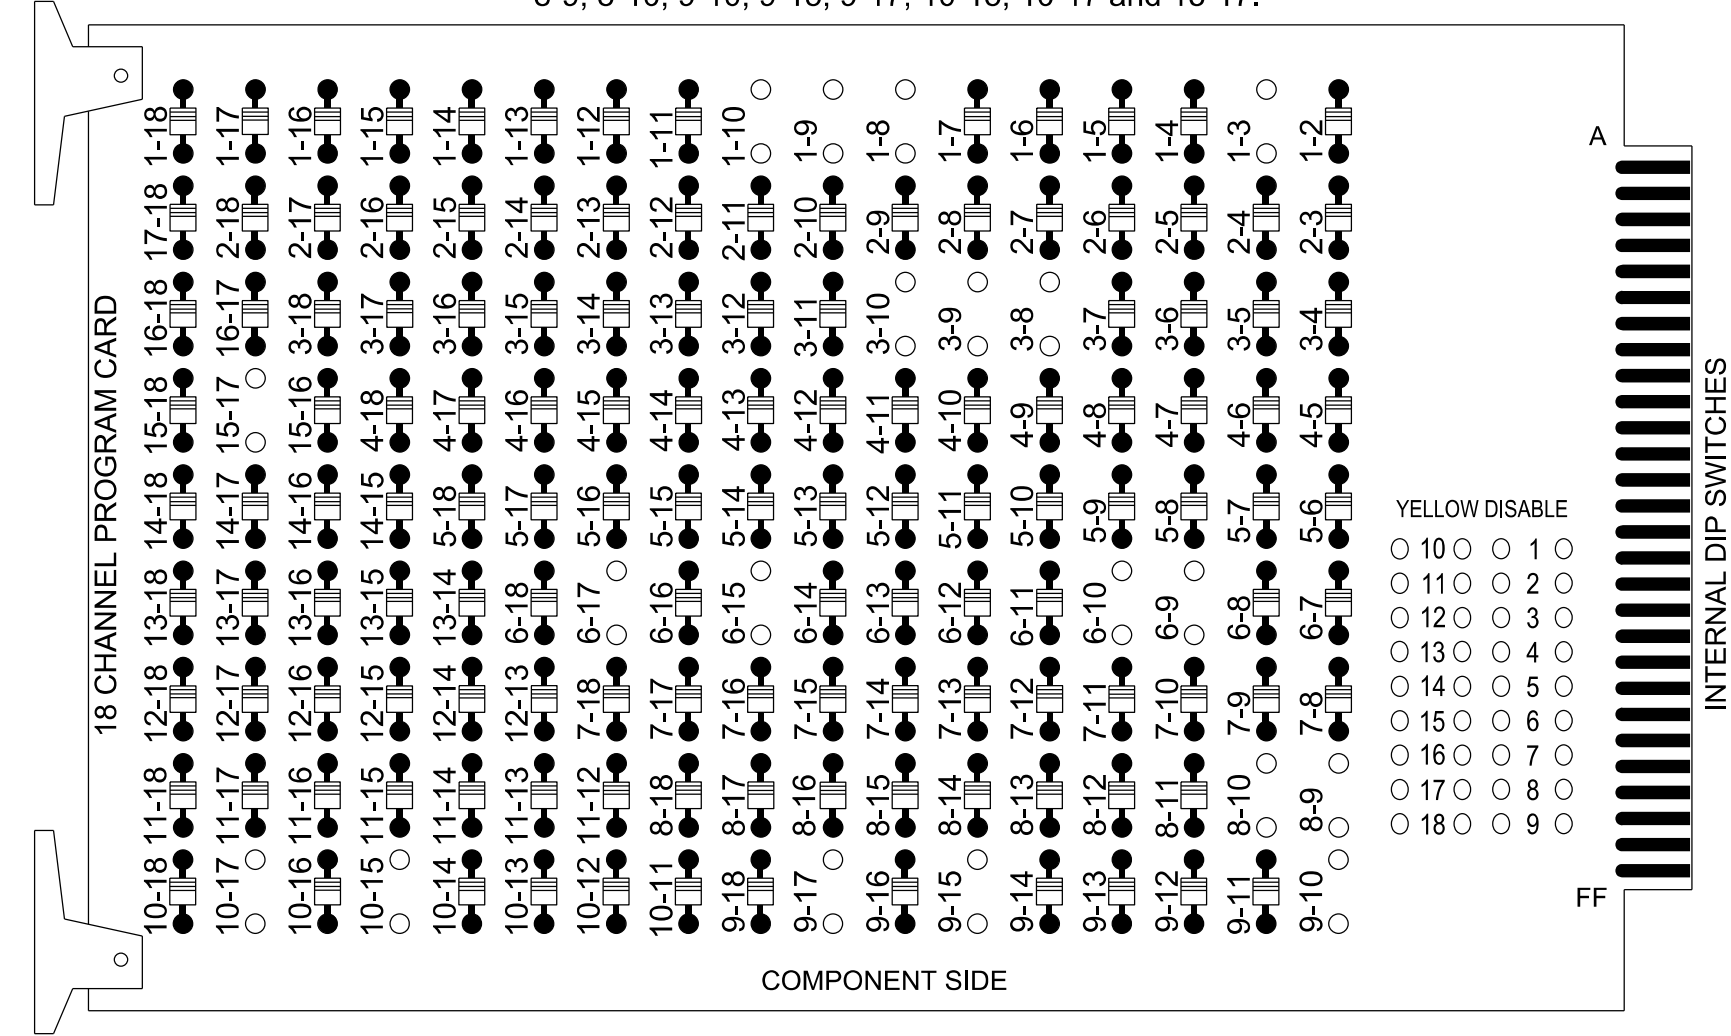 8-9, 8-10, 9-10, 9-15, 9-17, 10-15, 10-17 and 15-17.
1-18 1-17 1-16 1-15 1-14 1-13 1-12 1-11 1-10 1-9 1-8 1-7 1-6 1-5 1-4 1-3 1-2
17-18 2-18 2-17 2-16 2-15 2-14 2-13 2-12 2-11 2-10 2-9 2-8 2-7 2-6 2-5 2-4 2-3
16-18 16-17 3-18 3-17 3-16 3-15 3-14 3-13 3-12 3-11 3-10 3-9 3-8 3-7 3-6 3-5 3-4
15-18 15-17 15-16 4-18 4-17 4-16 4-15 4-14 4-13 4-12 4-11 4-10 4-9 4-8 4-7 4-6 4-5
14-18 14-17 14-16 14-15 5-18 5-17 5-16 5-15 5-14 5-13 5-12 5-11 5-10 5-9 5-8 5-7 5-6
13-18 13-17 13-16 13-15 13-14 6-18 6-17 6-16 6-15 6-14 6-13 6-12 6-11 6-10 6-9 6-8 6-7
12-18 12-17 12-16 12-15 12-14 12-13 7-18 7-17 7-16 7-15 7-14 7-13 7-12 7-11 7-10 7-9 7-8
11-18 11-17 11-16 11-15 11-14 11-13 11-12 8-18 8-17 8-16 8-15 8-14 8-13 8-12 8-11 8-10 8-9
10-18 10-17 10-16 10-15 10-14 10-13 10-12 10-11 9-18 9-17 9-16 9-15 9-14 9-13 9-12 9-11 9-10
18 CHANNEL PROGRAM CARD
COMPONENT SIDE
YELLOW DISABLE
10 1
11 2
12 3
13 4
14 5
15 6
16 7
17 8
18 9
A
FF
INTERNAL DIP SWITCHES